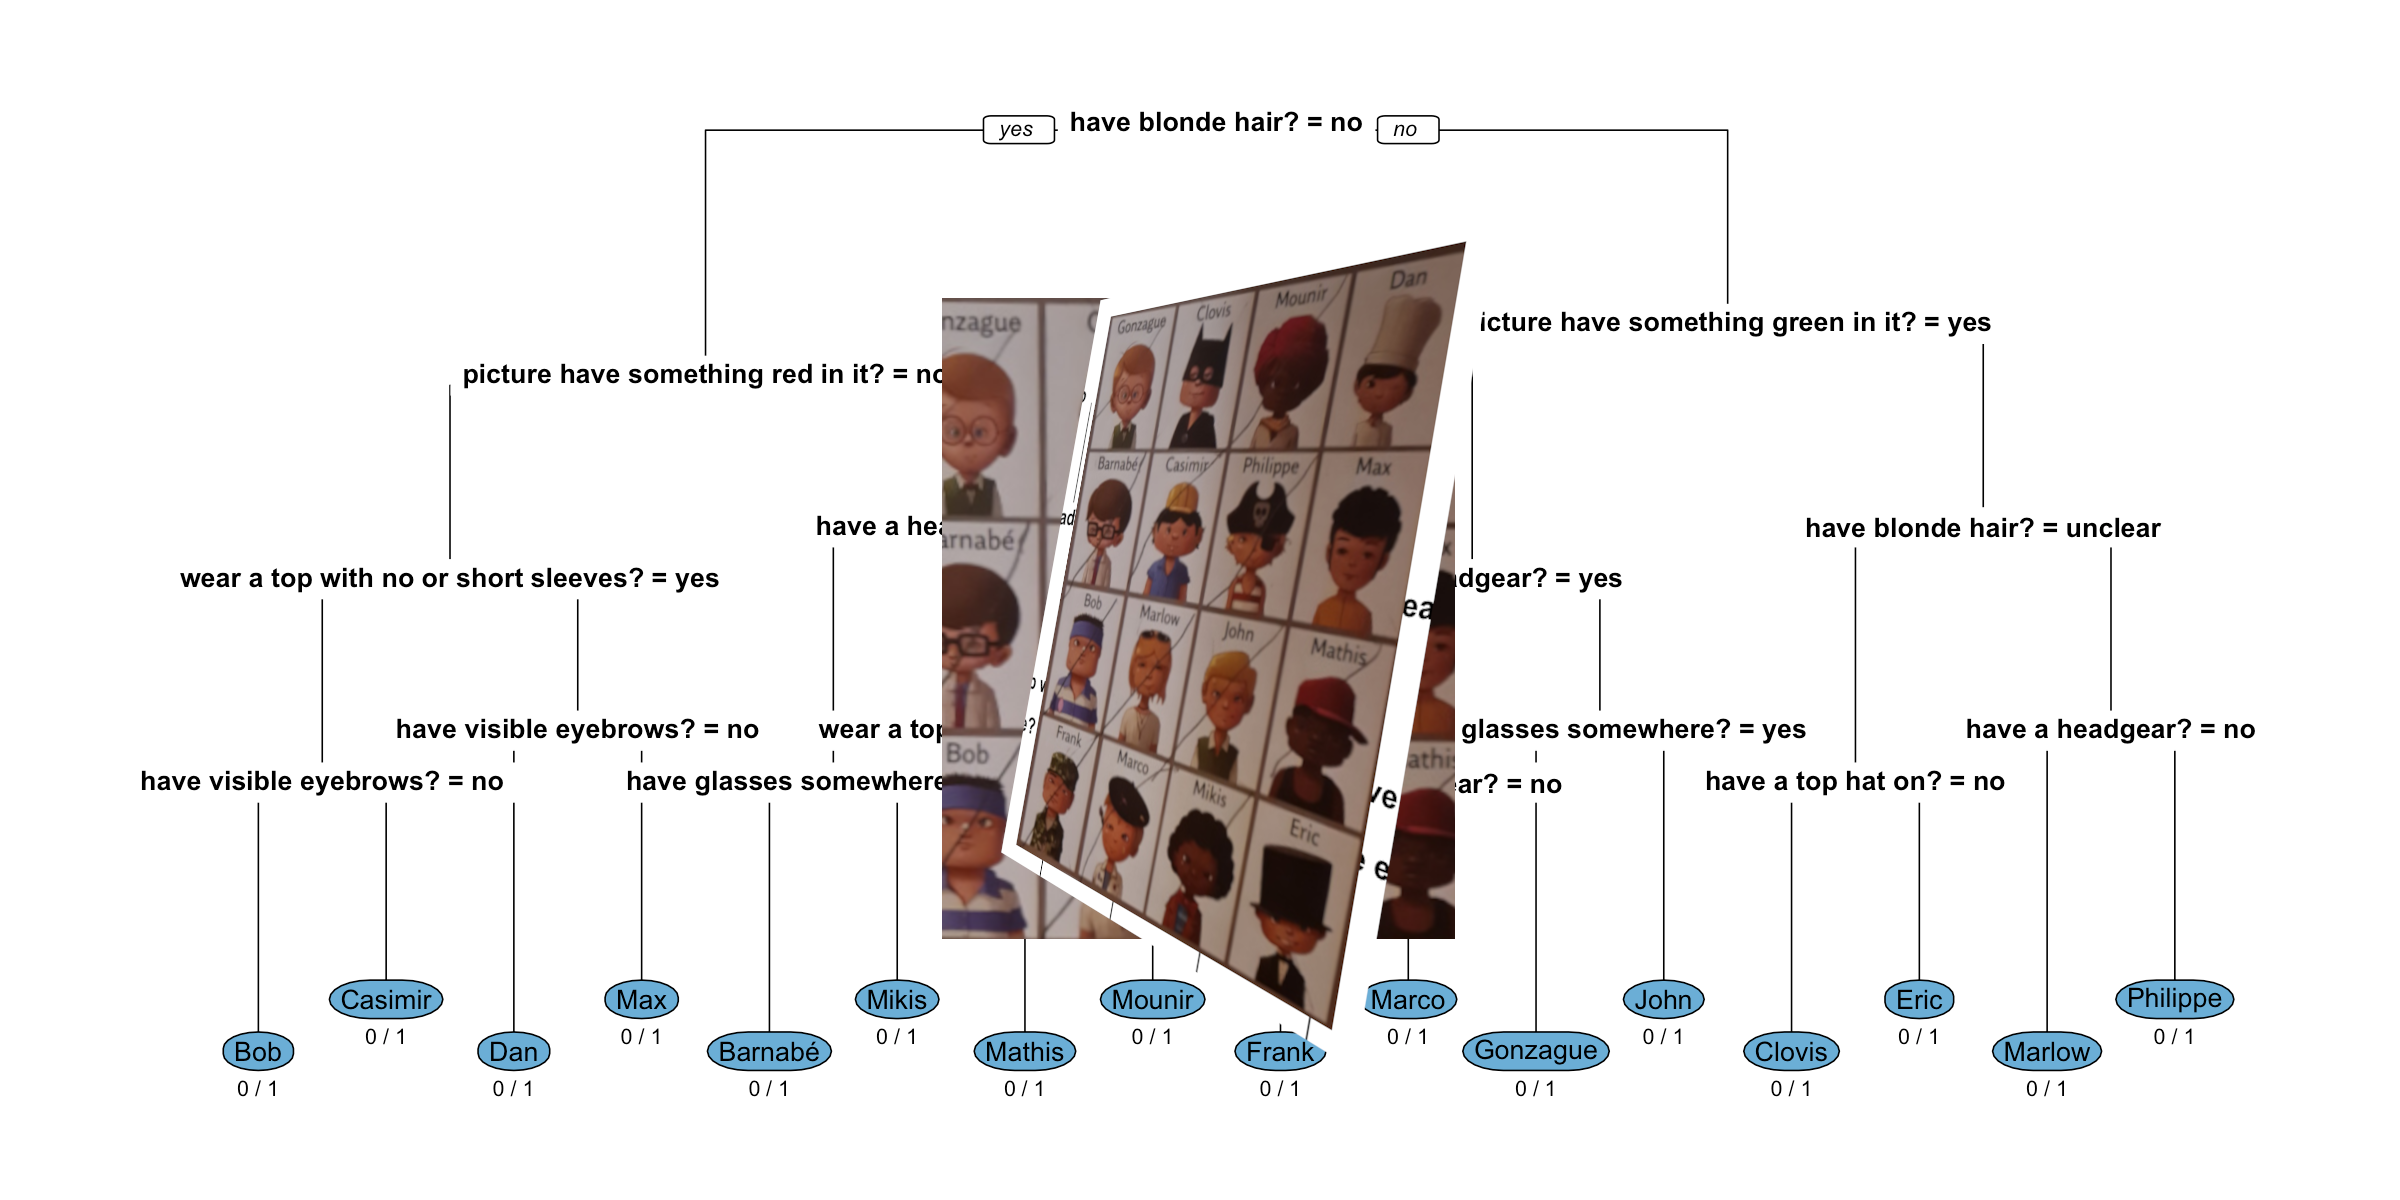 yes have blonde hair? = no no
icture have something green in it? = yes
picture have something red in it? = no
have a hea
have blonde hair? = unclear
wear a top with no or short sleeves? = yes
adgear? = yes
have visible eyebrows? = no
wear a top
glasses somewhere? = yes
have a headgear? = no
have visible eyebrows? = no
have glasses somewhere
ear? = no
have a top hat on? = no
nzague
arnabé
Bob
Gonzague Clovis Mounir Dan
Barnabé Casimir Philippe Max
Bob Marlow John Mathis
Frank Marco Mikis Eric
ad
ea
ve
e
athis
Casimir Max Mikis Mounir Marco John Eric Philippe
0 / 1 0 / 1 0 / 1 0 / 1 0 / 1 0 / 1 0 / 1 0 / 1
Bob Dan Barnabé Mathis Frank Gonzague Clovis Marlow
0 / 1 0 / 1 0 / 1 0 / 1 0 / 1 0 / 1 0 / 1 0 / 1